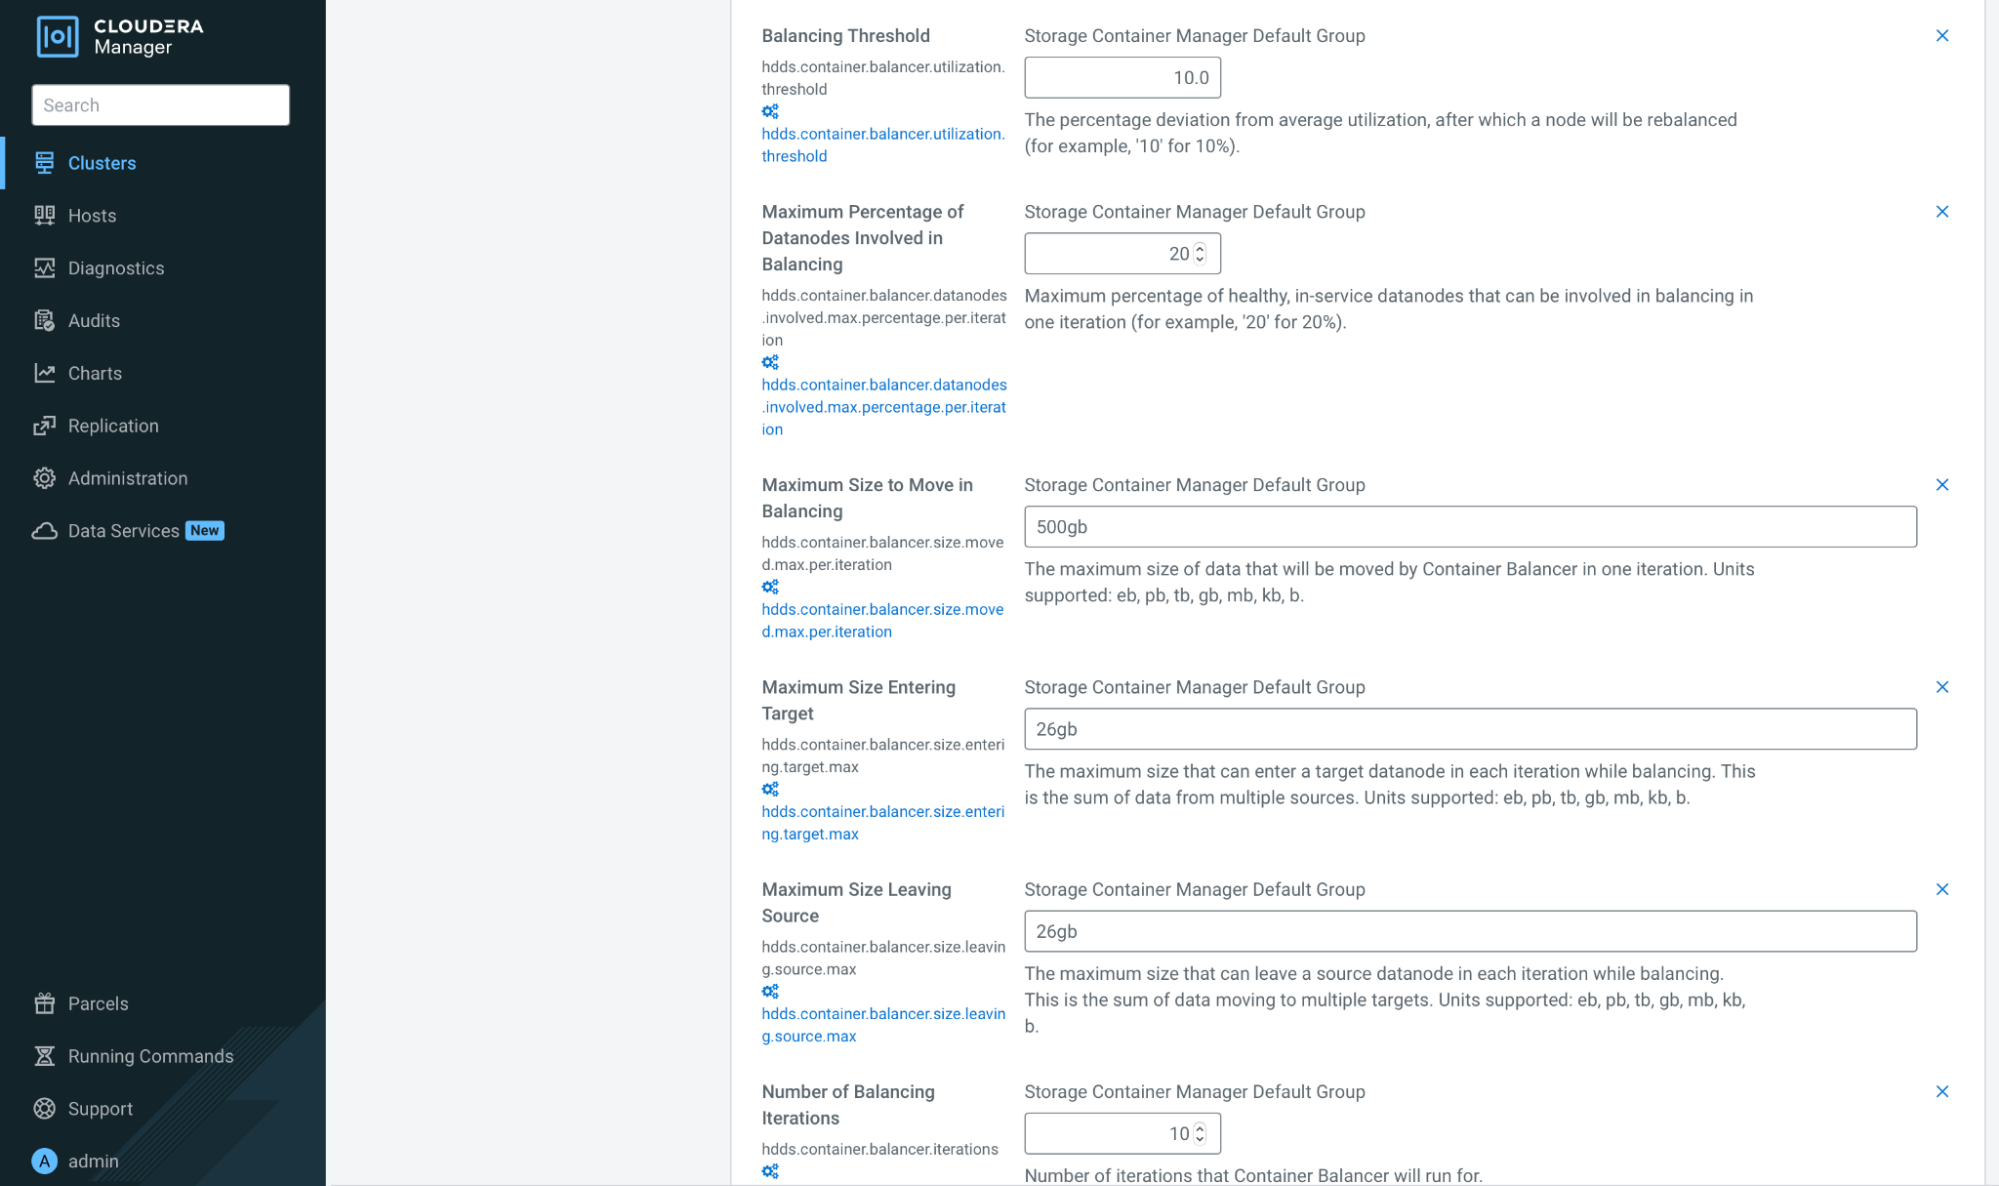 CLOUDERA
Manager
Search
Clusters
Hosts
Diagnostics
Audits
Charts
Replication
Administration
Data Services New
Parcels
Running Commands
Support
A admin
Balancing Threshold
hdds.container.balancer.utilization.
threshold
hdds.container.balancer.utilization.
threshold
Storage Container Manager Default Group
10.0
The percentage deviation from average utilization, after which a node will be rebalanced
(for example, '10' for 10%).
Maximum Percentage of
Datanodes Involved in
Balancing
hdds.container.balancer.datanodes
.involved.max.percentage.per.iterat
ion
hdds.container.balancer.datanodes
.involved.max.percentage.per.iterat
ion
Storage Container Manager Default Group
20
Maximum percentage of healthy, in-service datanodes that can be involved in balancing in
one iteration (for example, '20' for 20%).
Maximum Size to Move in
Balancing
hdds.container.balancer.size.move
d.max.per.iteration
hdds.container.balancer.size.move
d.max.per.iteration
Storage Container Manager Default Group
500gb
The maximum size of data that will be moved by Container Balancer in one iteration. Units
supported: eb, pb, tb, gb, mb, kb, b.
Maximum Size Entering
Target
hdds.container.balancer.size.enteri
ng.target.max
hdds.container.balancer.size.enteri
ng.target.max
Storage Container Manager Default Group
26gb
The maximum size that can enter a target datanode in each iteration while balancing. This
is the sum of data from multiple sources. Units supported: eb, pb, tb, gb, mb, kb, b.
Maximum Size Leaving
Source
hdds.container.balancer.size.leavin
g.source.max
hdds.container.balancer.size.leavin
g.source.max
Storage Container Manager Default Group
26gb
The maximum size that can leave a source datanode in each iteration while balancing.
This is the sum of data moving to multiple targets. Units supported: eb, pb, tb, gb, mb, kb,
b.
Number of Balancing
Iterations
hdds.container.balancer.iterations
Storage Container Manager Default Group
10
Number of iterations that Container Balancer will run for.